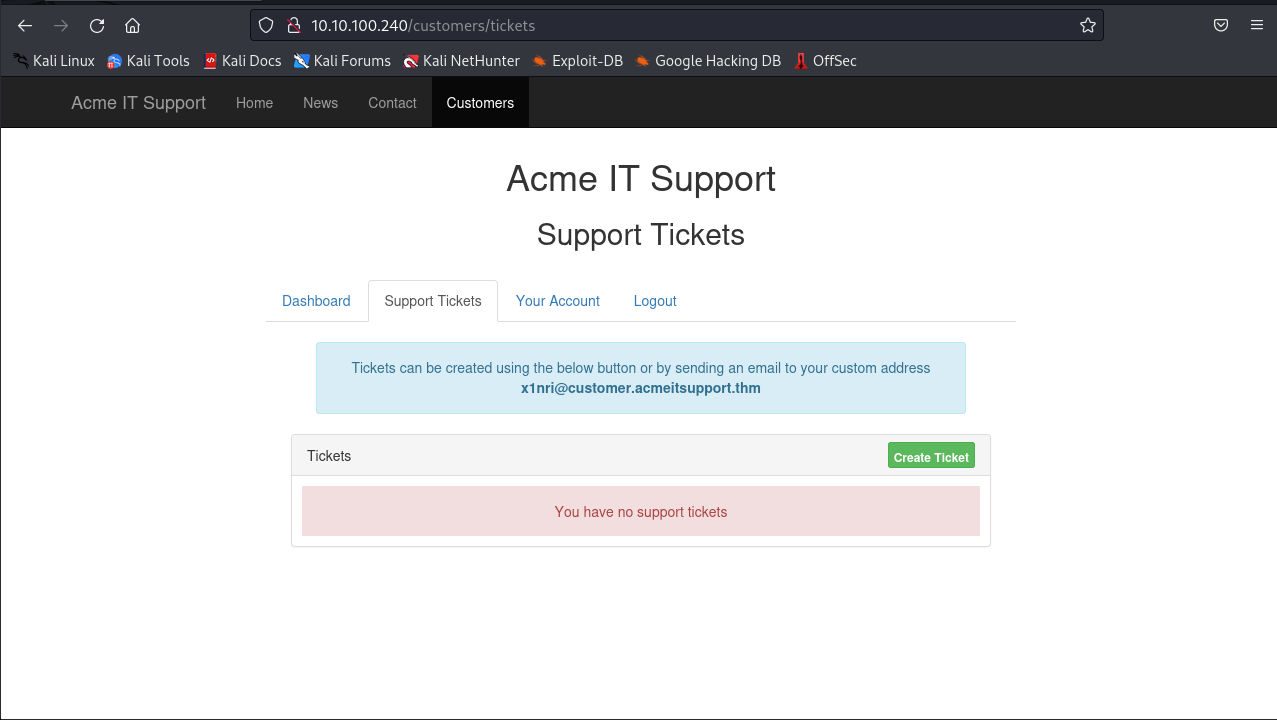 10.10.100.240/customers/tickets
Kali Linux Kali Tools Kali Docs Kali Forums Kali NetHunter Exploit-DB Google Hacking DB OffSec
Acme IT Support Home News Contact Customers
Acme IT Support
Support Tickets
Dashboard Support Tickets Your Account Logout
Tickets can be created using the below button or by sending an email to your custom address
x1nri@customer.acmeitsupport.thm
Tickets Create Ticket
You have no support tickets